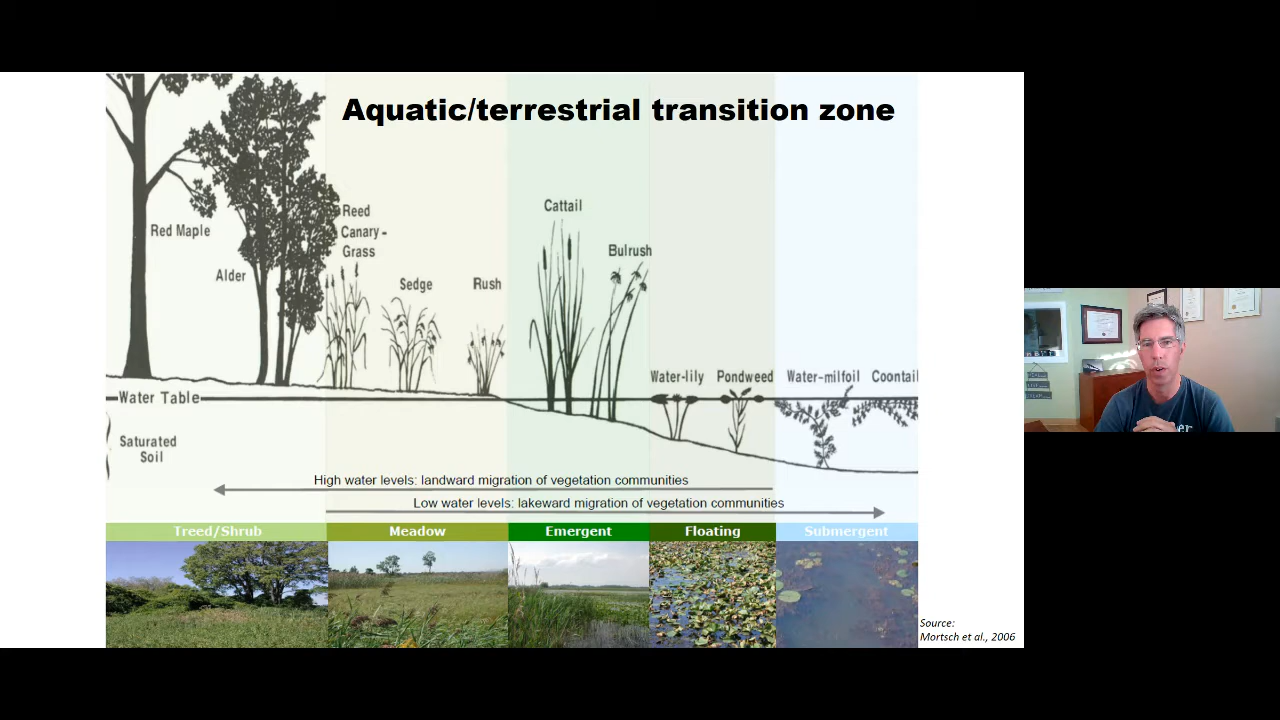 Aquatic/terrestrial transition zone
Cattail
Reed
Canary-
Grass
Red Maple
Bulrush
Alder
Sedge
Rush
Water-lily
Pondweed
Water-milfoil
Coontail
Water Table
Saturated
Soil
High water levels: landward migration of vegetation communities
Low water levels: lakeward migration of vegetation communities
Treed/Shrub
Meadow
Emergent
Floating
Submergent
Source:
Mortsch et al., 2006